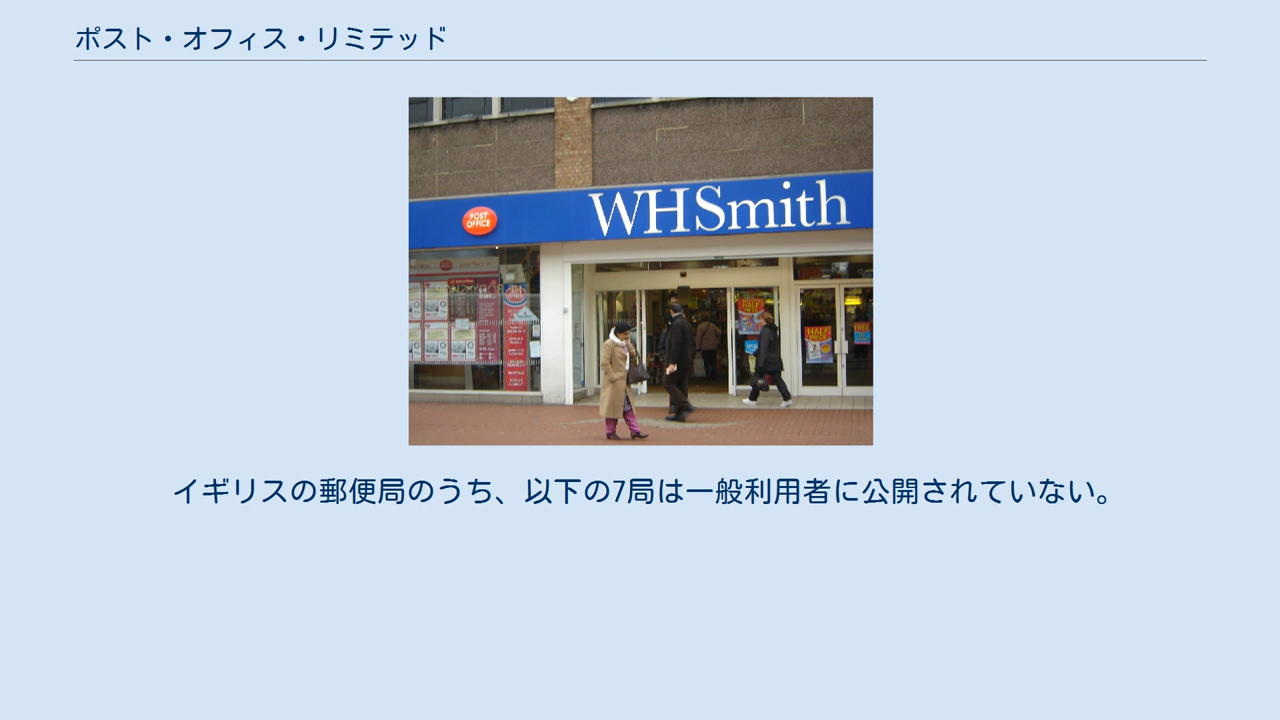 ポスト・オフィス・リミテッド
WHSmith
POST
OFFICE
HALF
PRICE
イギリスの郵便局のうち、以下の7局は一般利用者に公開されていない。